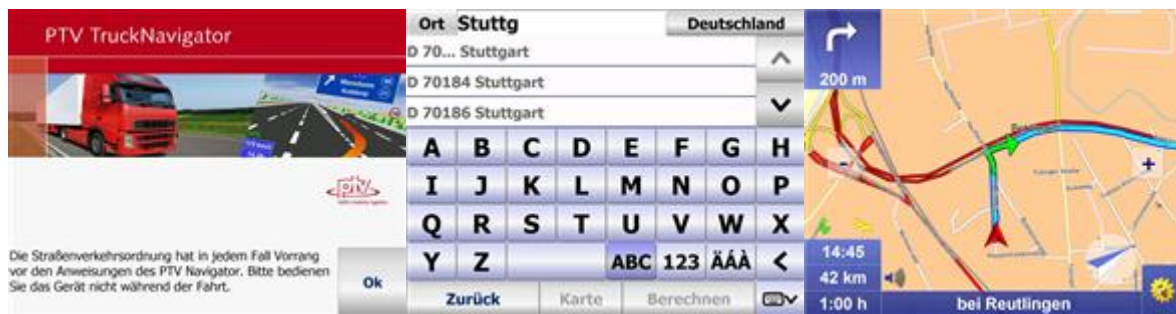 PTV TruckNavigator
ptv
Die Straßenverkehrsordnung hat in jedem Fall Vorrang
vor den Anweisungen des PTV Navigator. Bitte bedienen
Sie das Gerät nicht während der Fahrt.
Ok
Ort Stuttg Deutschland
D 70... Stuttgart
D 70184 Stuttgart
D 70186 Stuttgart
A B C D E F G H
I J K L M N O P
Q R S T U V W X
Y Z ABC 123 ÄÁÀ <
Zurück Karte Berechnen
200 m
- +
14:45
42 km
1:00 h bei Reutlingen